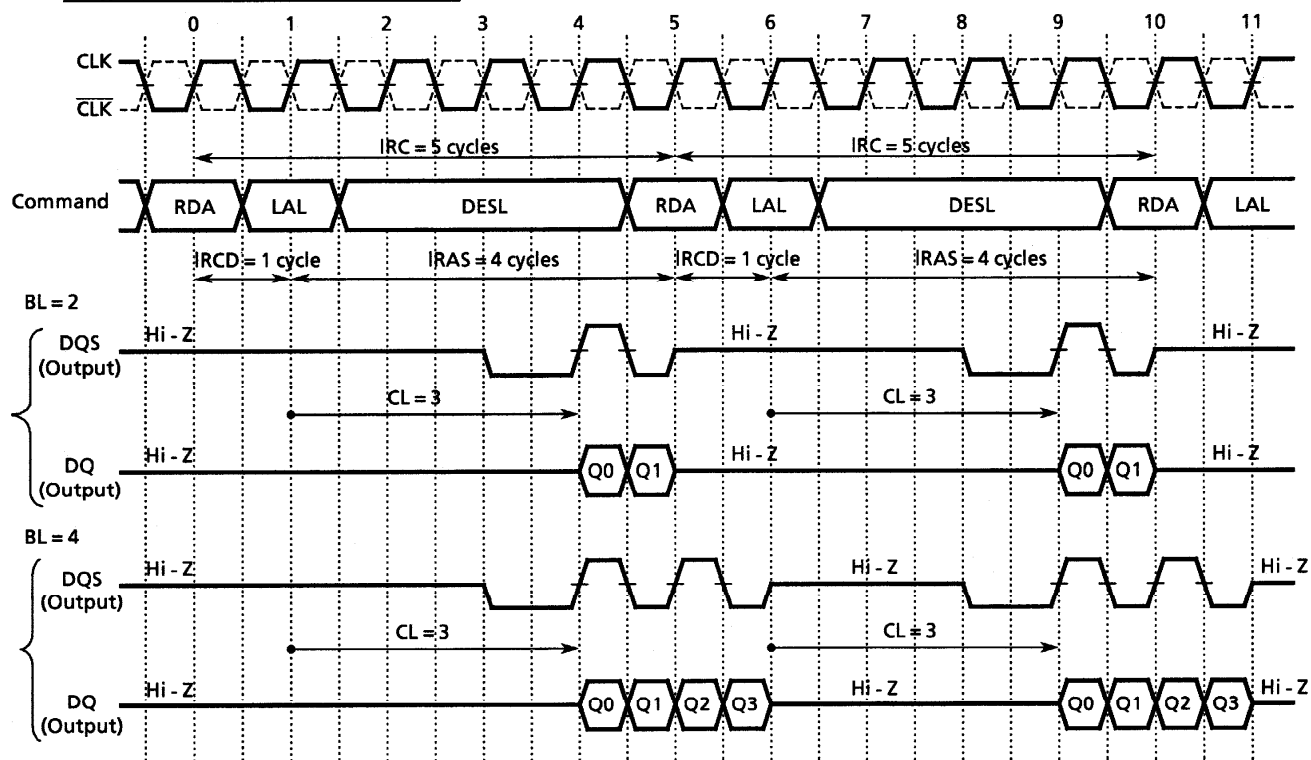 0 1 2 3 4 5 6 7 8 9 10 11
CLK
CLK
IRC = 5 cycles IRC = 5 cycles
Command RDA LAL DESL RDA LAL DESL RDA LAL
IRCD = 1 cycle IRAS = 4 cycles IRCD = 1 cycle IRAS = 4 cycles
BL = 2
Hi - Z Hi - Z Hi - Z
DQS
(Output)
CL = 3 CL = 3
Hi - Z Hi - Z Hi - Z
DQ Q0 Q1 Q0 Q1
(Output)
BL = 4
Hi - Z Hi - Z Hi - Z
DQS
(Output)
CL = 3 CL = 3
Hi - Z Hi - Z Hi - Z
DQ Q0 Q1 Q2 Q3 Q0 Q1 Q2 Q3
(Output)